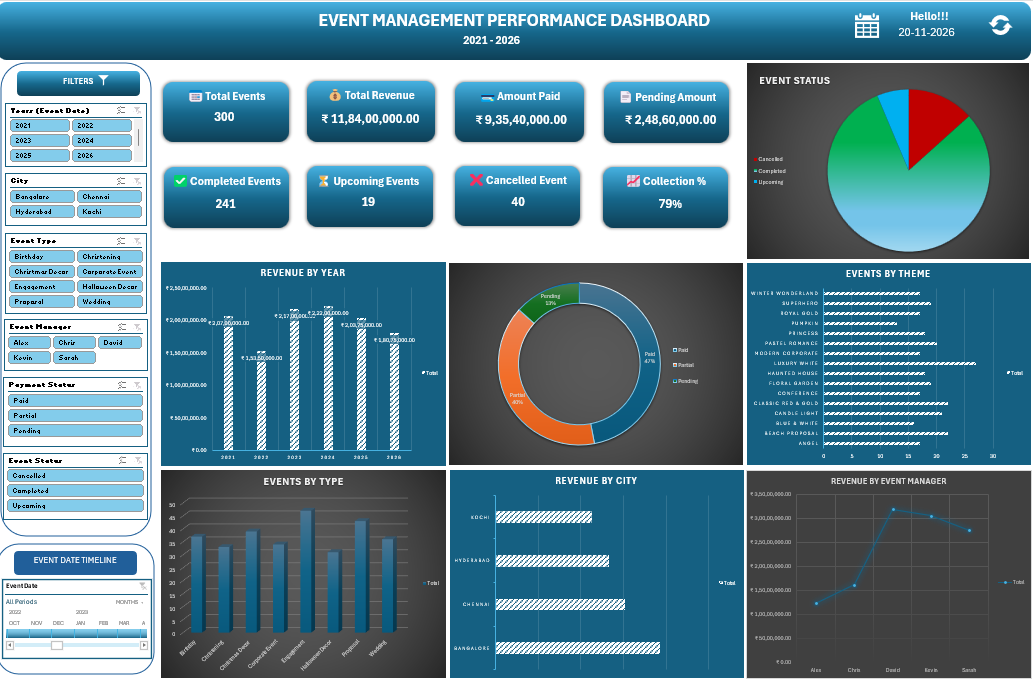 EVENT MANAGEMENT PERFORMANCE DASHBOARD
2021 - 2026
Hello!!!
20-11-2026
FILTERS
Years (Event Date)
2021 2022
2023 2024
2025 2026
City
Bangalore Chennai
Hyderabad Kochi
Event Type
Birthday Christening
Christmas Decor Corporate Event
Engagement Halloween Decor
Proposal Wedding
Event Manager
Alex Chris David
Kevin Sarah
Payment Status
Paid
Partial
Pending
Event Status
Cancelled
Completed
Upcoming
EVENT DATE TIMELINE
Event Date
All Periods MONTHS
2022 2023
OCT NOV DEC JAN FEB MAR A
Total Events
300
Total Revenue
₹ 11,84,00,000.00
Amount Paid
₹ 9,35,40,000.00
Pending Amount
₹ 2,48,60,000.00
Completed Events
241
Upcoming Events
19
Cancelled Event
40
Collection %
79%
EVENT STATUS
Cancelled
Completed
Upcoming
REVENUE BY YEAR
₹2,50,00,000.00
₹2,00,00,000.00
₹1,50,00,000.00
₹1,00,00,000.00
₹50,00,000.00
₹0.00
2021 2022 2023 2024 2025 2026
Total
Pending
13%
Paid
47%
Partial
40%
Paid
Partial
Pending
EVENTS BY THEME
WINTER WONDERLAND
SUPERHERO
ROYAL GOLD
PUMPKIN
PRINCESS
PASTEL ROMANCE
MODERN CORPORATE
LUXURY WHITE
HAUNTED HOUSE
FLORAL GARDEN
CONFERENCE
CLASSIC RED & GOLD
CANDLE LIGHT
BLUE & WHITE
BEACH PROPOSAL
ANGEL
0 5 10 15 20 25 30
Total
EVENTS BY TYPE
50
45
40
35
30
25
20
15
10
5
0
Birthday Christening Christmas Decor Corporate Event Engagement Halloween Decor Proposal Wedding
Total
REVENUE BY CITY
KOCHI
HYDERABAD
CHENNAI
BANGALORE
Total
REVENUE BY EVENT MANAGER
₹3,50,00,000.00
₹3,00,00,000.00
₹2,50,00,000.00
₹2,00,00,000.00
₹1,50,00,000.00
₹1,00,00,000.00
₹50,00,000.00
₹0.00
Alex Chris David Kevin Sarah
Total